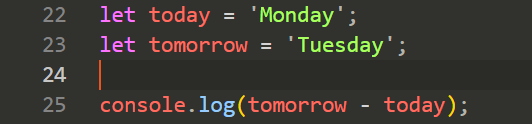 22 let today = 'Monday';
23 let tomorrow = 'Tuesday';
24
25 console.log(tomorrow - today);